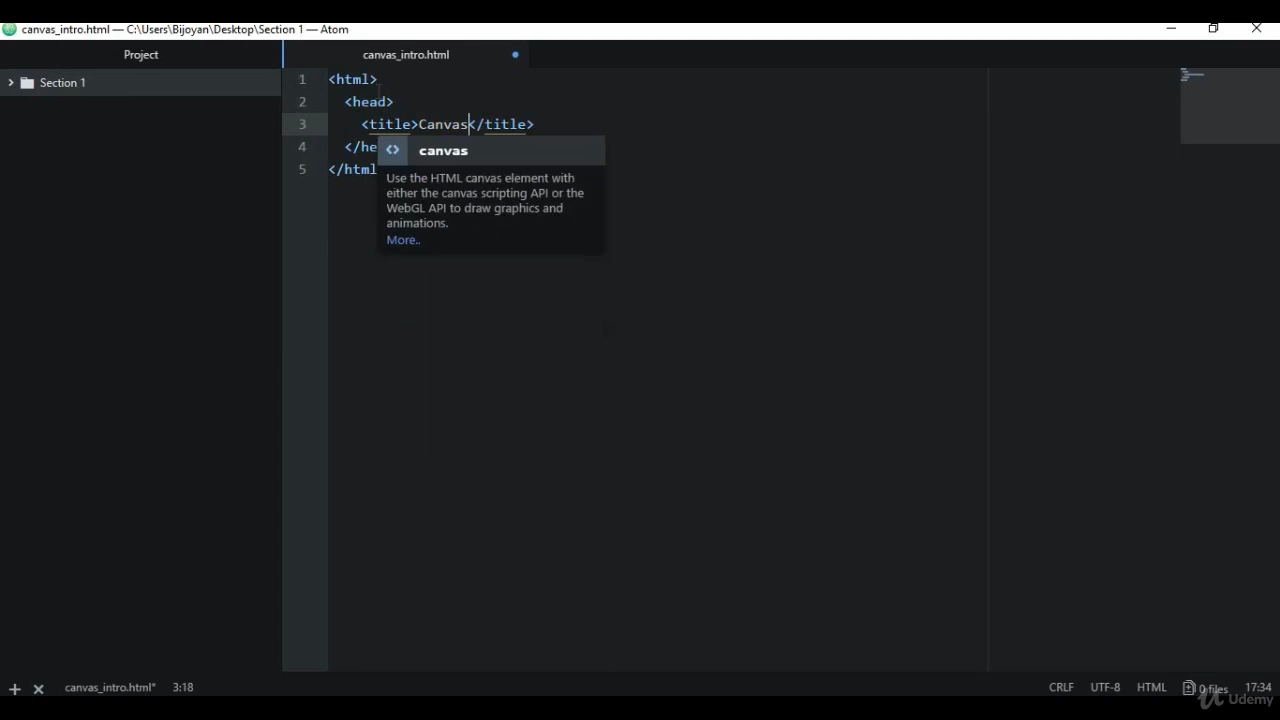 canvas_intro.html — C:\Users\Bijoyan\Desktop\Section 1 — Atom
Project
canvas_intro.html
Section 1
1 <html>
2 <head>
3 <title>Canvas</title>
4 </he
5 </html
canvas
Use the HTML canvas element with
either the canvas scripting API or the
WebGL API to draw graphics and
animations.
More..
canvas_intro.html* 3:18 CRLF UTF-8 HTML 0 files 17:34
Udemy